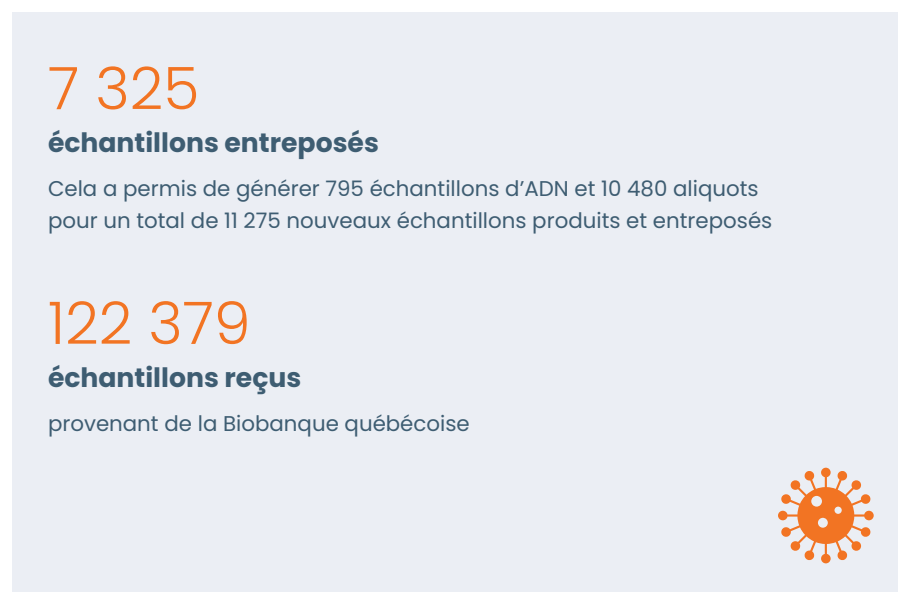 7 325
échantillons entreposés
Cela a permis de générer 795 échantillons d’ADN et 10 480 aliquots
pour un total de 11 275 nouveaux échantillons produits et entreposés
122 379
échantillons reçus
provenant de la Biobanque québécoise